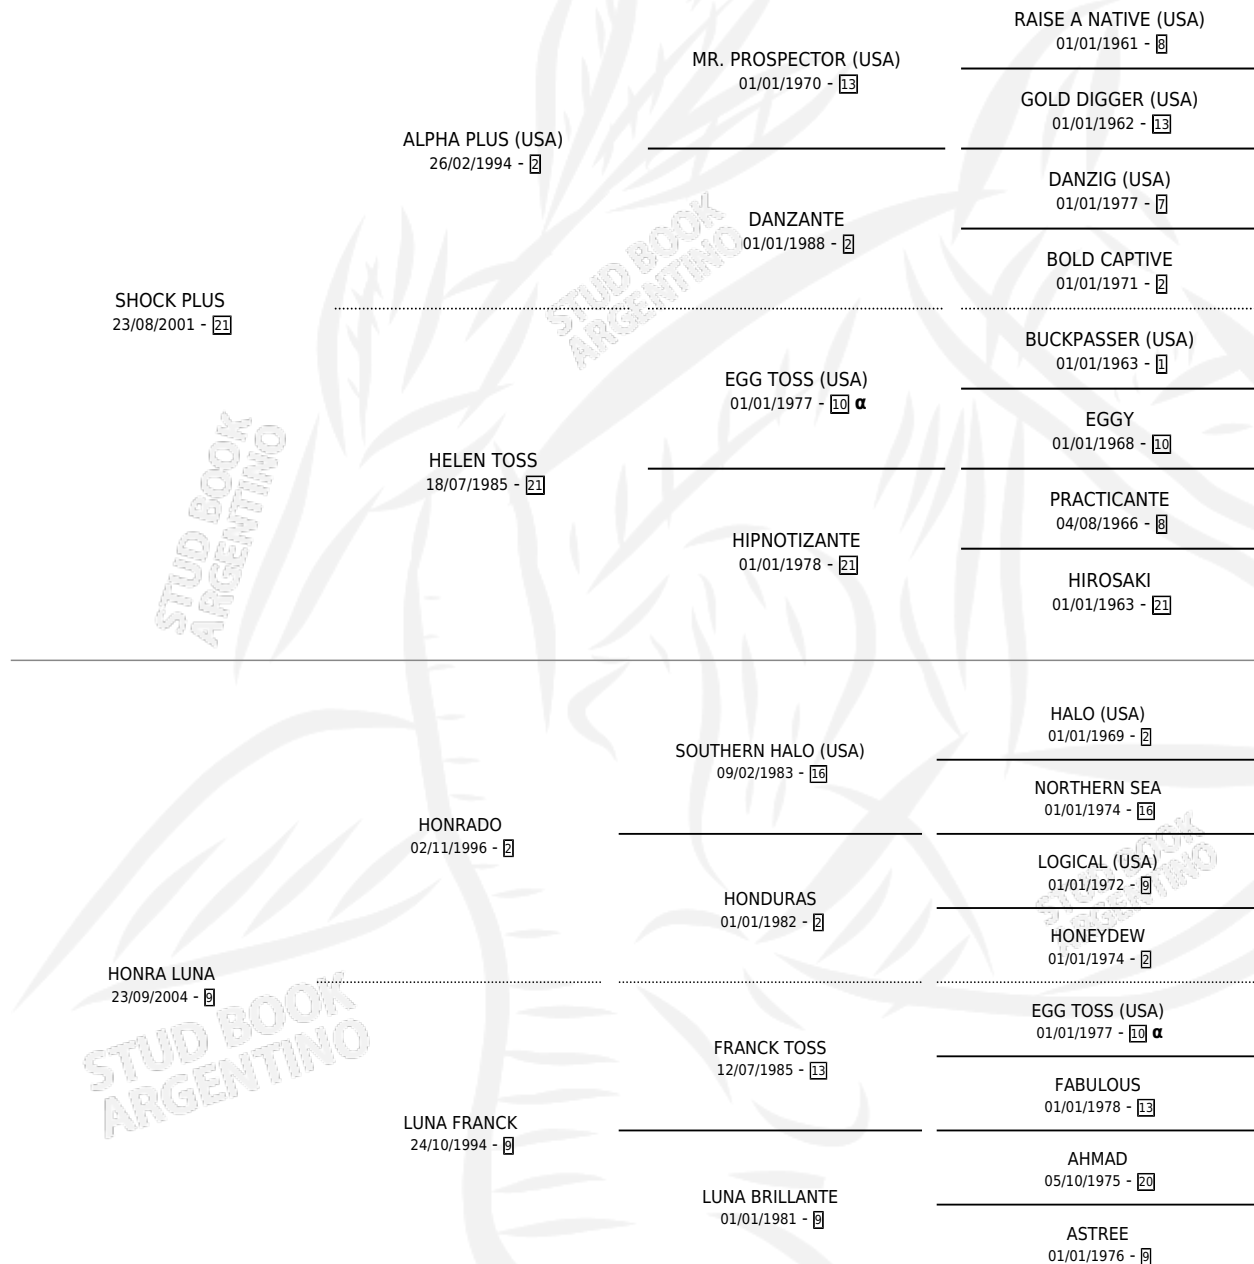 RAISE A NATIVE (USA)
01/01/1961 - 8
MR. PROSPECTOR (USA)
01/01/1970 - 13
GOLD DIGGER (USA)
01/01/1962 - 13
ALPHA PLUS (USA)
26/02/1994 - 2
DANZIG (USA)
01/01/1977 - 7
DANZANTE
01/01/1988 - 2
BOLD CAPTIVE
01/01/1971 - 2
STUD BOOK
ARGENTINO
SHOCK PLUS
23/08/2001 - 21
BUCKPASSER (USA)
01/01/1963 - 1
EGG TOSS (USA)
01/01/1977 - 10 α
EGGY
01/01/1968 - 10
HELEN TOSS
18/07/1985 - 21
PRACTICANTE
04/08/1966 - 8
HIPNOTIZANTE
01/01/1978 - 21
HIROSAKI
01/01/1963 - 21
STUD BOOK
ARGENTINO
HALO (USA)
01/01/1969 - 2
SOUTHERN HALO (USA)
09/02/1983 - 16
NORTHERN SEA
01/01/1974 - 16
HONRADO
02/11/1996 - 2
LOGICAL (USA)
01/01/1972 - 9
HONDURAS
01/01/1982 - 2
HONEYDEW
01/01/1974 - 2
STUD BOOK
ARGENTINO
HONRA LUNA
23/09/2004 - 9
EGG TOSS (USA)
01/01/1977 - 10 α
FRANCK TOSS
12/07/1985 - 13
FABULOUS
01/01/1978 - 13
STUD BOOK
ARGENTINO
LUNA FRANCK
24/10/1994 - 9
AHMAD
05/10/1975 - 20
LUNA BRILLANTE
01/01/1981 - 9
ASTREE
01/01/1976 - 9